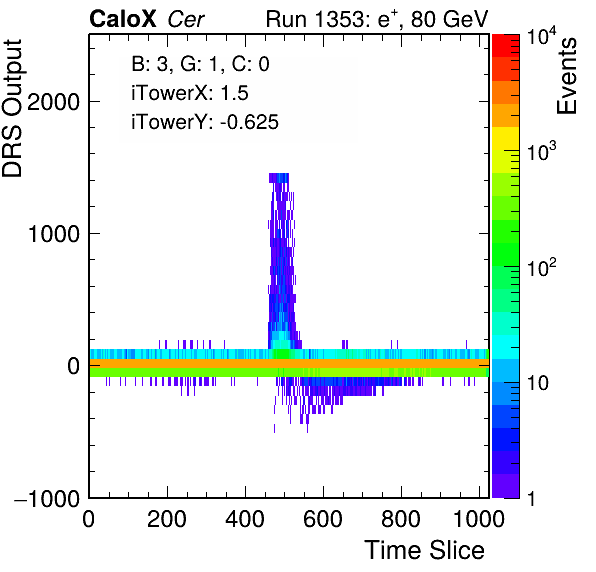 CaloX Cer
Run 1353: e⁺, 80 GeV
B: 3, G: 1, C: 0
iTowerX: 1.5
iTowerY: -0.625
DRS Output
2000
1000
0
−1000
0 200 400 600 800 1000
Time Slice
10⁴
10³
10²
10
1
Events